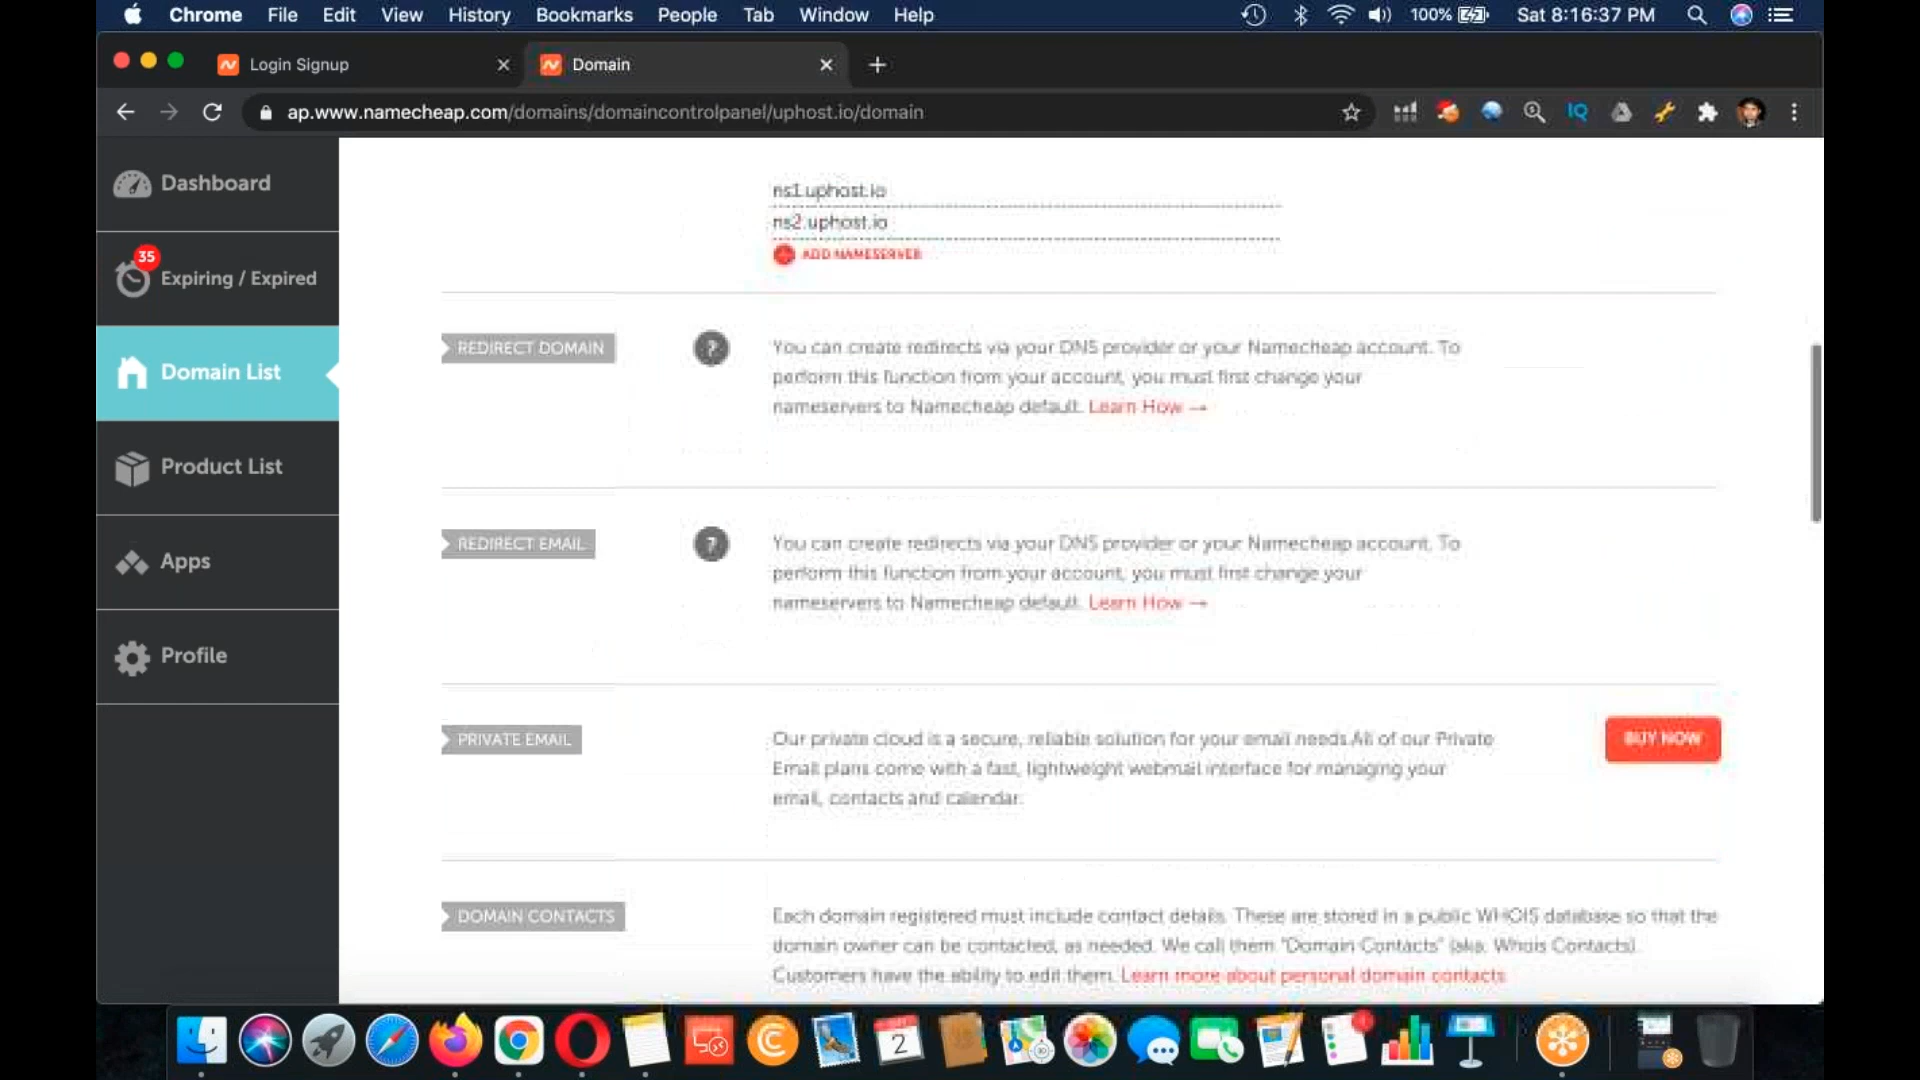 Chrome File Edit View History Bookmarks People Tab Window Help 100% Sat 8:16:37 PM
Login Signup Domain
ap.www.namecheap.com/domains/domaincontrolpanel/uphost.io/domain
IQ
Dashboard
35
Expiring / Expired
Domain List
Product List
Apps
Profile
ns1.uphost.io
ns2.uphost.io
ADD NAMESERVER
REDIRECT DOMAIN
?
You can create redirects via your DNS provider or your Namecheap account. To
perform this function from your account, you must first change your
nameservers to Namecheap default. Learn How →
REDIRECT EMAIL
?
You can create redirects via your DNS provider or your Namecheap account. To
perform this function from your account, you must first change your
nameservers to Namecheap default. Learn How →
PRIVATE EMAIL
Our private cloud is a secure, reliable solution for your email needs.All of our Private
Email plans come with a fast, lightweight webmail interface for managing your
email, contacts and calendar.
BUY NOW
DOMAIN CONTACTS
Each domain registered must include contact details. These are stored in a public WHOIS database so that the
domain owner can be contacted, as needed. We call them "Domain Contacts" (aka. Whois Contacts).
Customers have the ability to edit them. Learn more about personal domain contacts
2